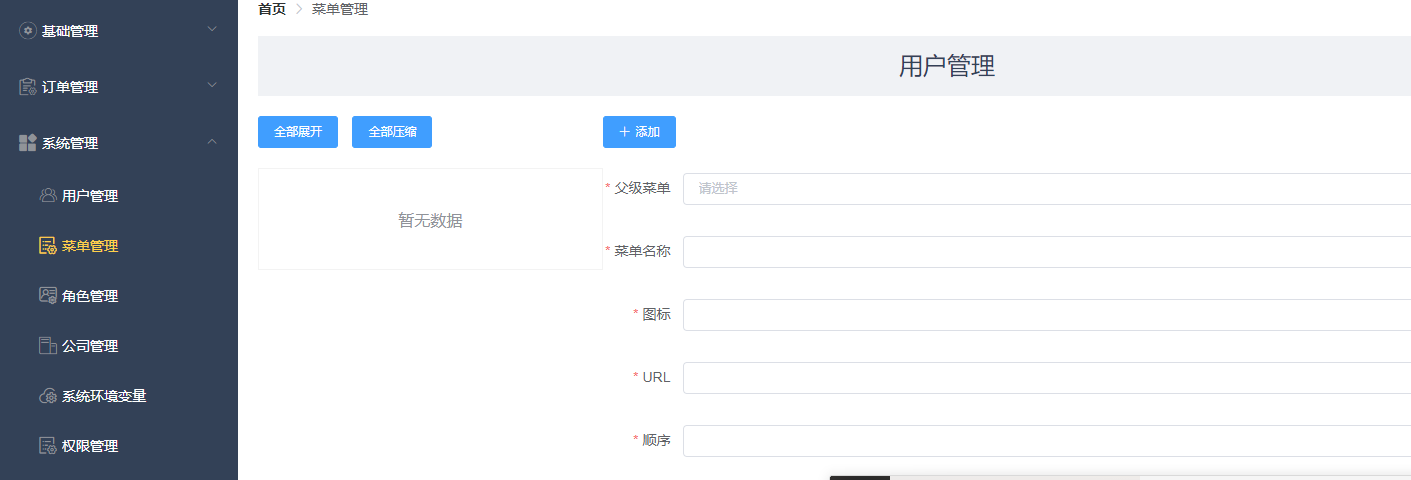 首页 > 菜单管理
基础管理
订单管理
系统管理
用户管理
菜单管理
角色管理
公司管理
系统环境变量
权限管理
用户管理
全部展开 全部压缩 + 添加
暂无数据
* 父级菜单 请选择
* 菜单名称
* 图标
* URL
* 顺序